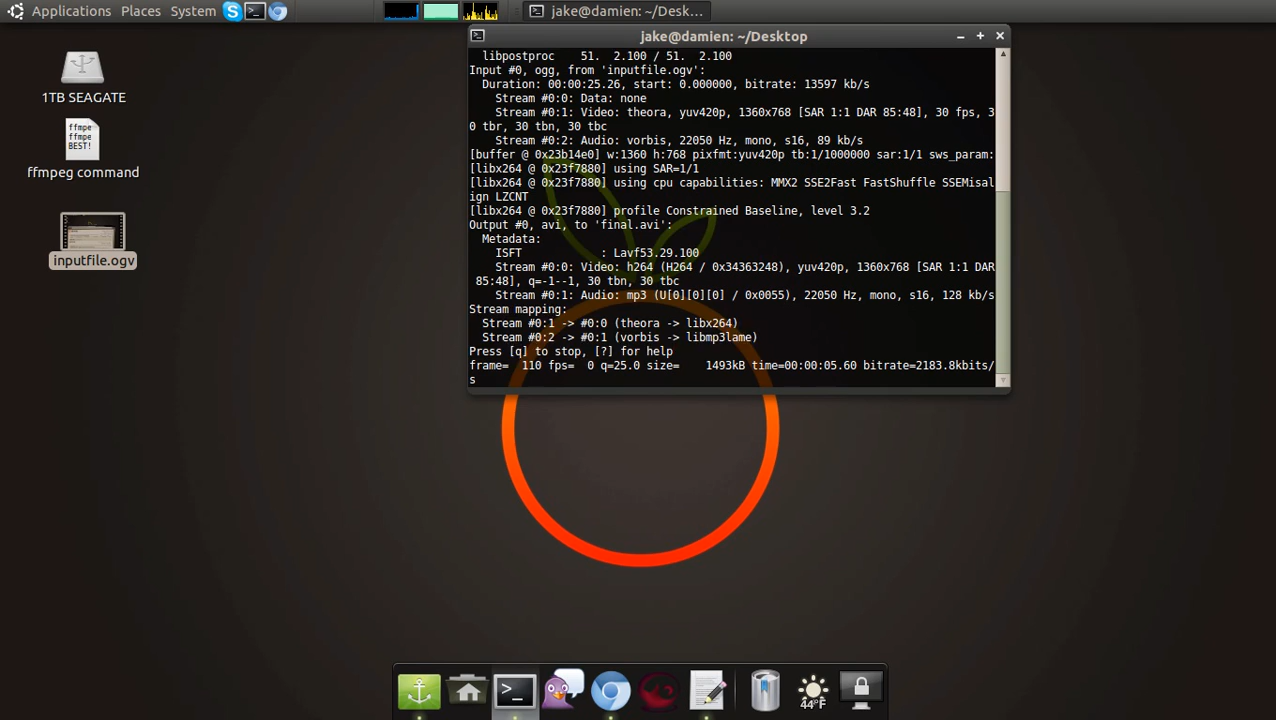 Applications Places System
jake@damien: ~/Desk...
1TB SEAGATE
ffmpe
ffmpe
BEST!
ffmpeg command
inputfile.ogv
jake@damien: ~/Desktop
libpostproc    51.  2.100 / 51.  2.100
Input #0, ogg, from 'inputfile.ogv':
Duration: 00:00:25.26, start: 0.000000, bitrate: 13597 kb/s
Stream #0:0: Data: none
Stream #0:1: Video: theora, yuv420p, 1360x768 [SAR 1:1 DAR 85:48], 30 fps, 3
0 tbr, 30 tbn, 30 tbc
Stream #0:2: Audio: vorbis, 22050 Hz, mono, s16, 89 kb/s
[buffer @ 0x23b14e0] w:1360 h:768 pixfmt:yuv420p tb:1/1000000 sar:1/1 sws_param:
[libx264 @ 0x23f7880] using SAR=1/1
[libx264 @ 0x23f7880] using cpu capabilities: MMX2 SSE2Fast FastShuffle SSEMisal
ign LZCNT
[libx264 @ 0x23f7880] profile Constrained Baseline, level 3.2
Output #0, avi, to 'final.avi':
Metadata:
ISFT            : Lavf53.29.100
Stream #0:0: Video: h264 (H264 / 0x34363248), yuv420p, 1360x768 [SAR 1:1 DAR
85:48], q=-1--1, 30 tbn, 30 tbc
Stream #0:1: Audio: mp3 (U[0][0][0] / 0x0055), 22050 Hz, mono, s16, 128 kb/s
Stream mapping:
Stream #0:1 -> #0:0 (theora -> libx264)
Stream #0:2 -> #0:1 (vorbis -> libmp3lame)
Press [q] to stop, [?] for help
frame=  110 fps=  0 q=25.0 size=    1493kB time=00:00:05.60 bitrate=2183.8kbits/
s
44°F